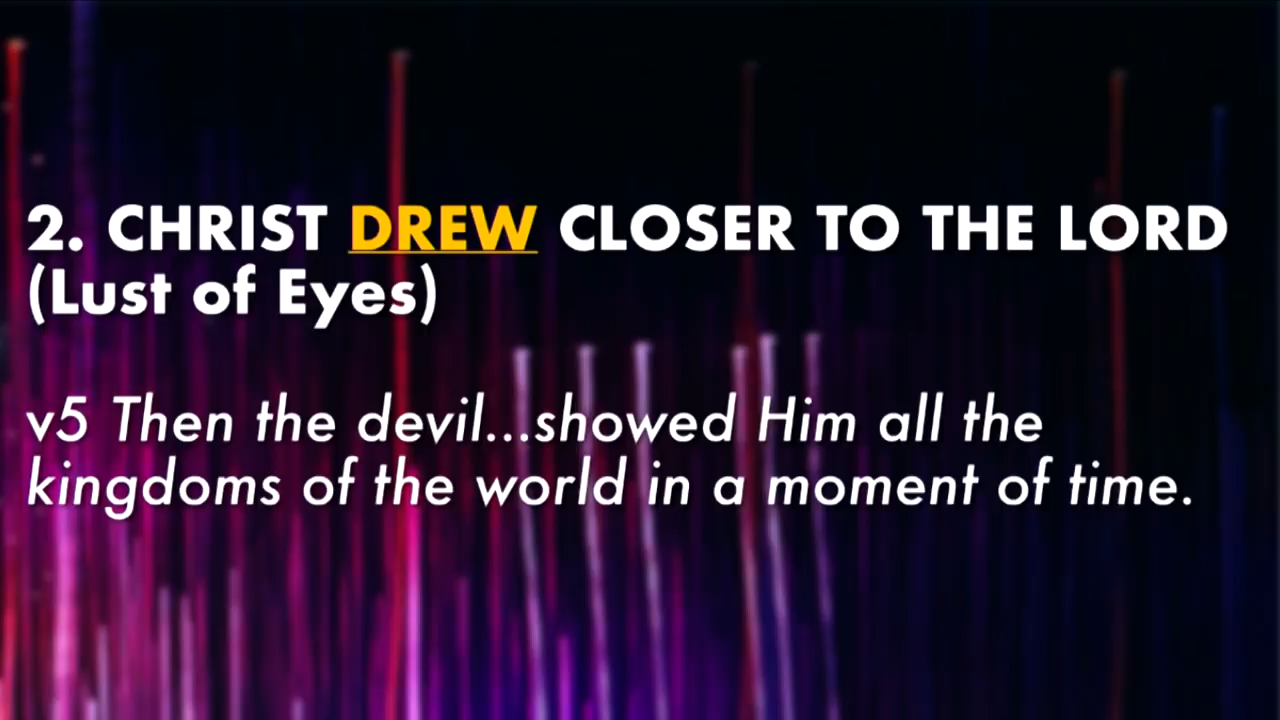 2. CHRIST DREW CLOSER TO THE LORD
(Lust of Eyes)
v5 Then the devil...showed Him all the
kingdoms of the world in a moment of time.